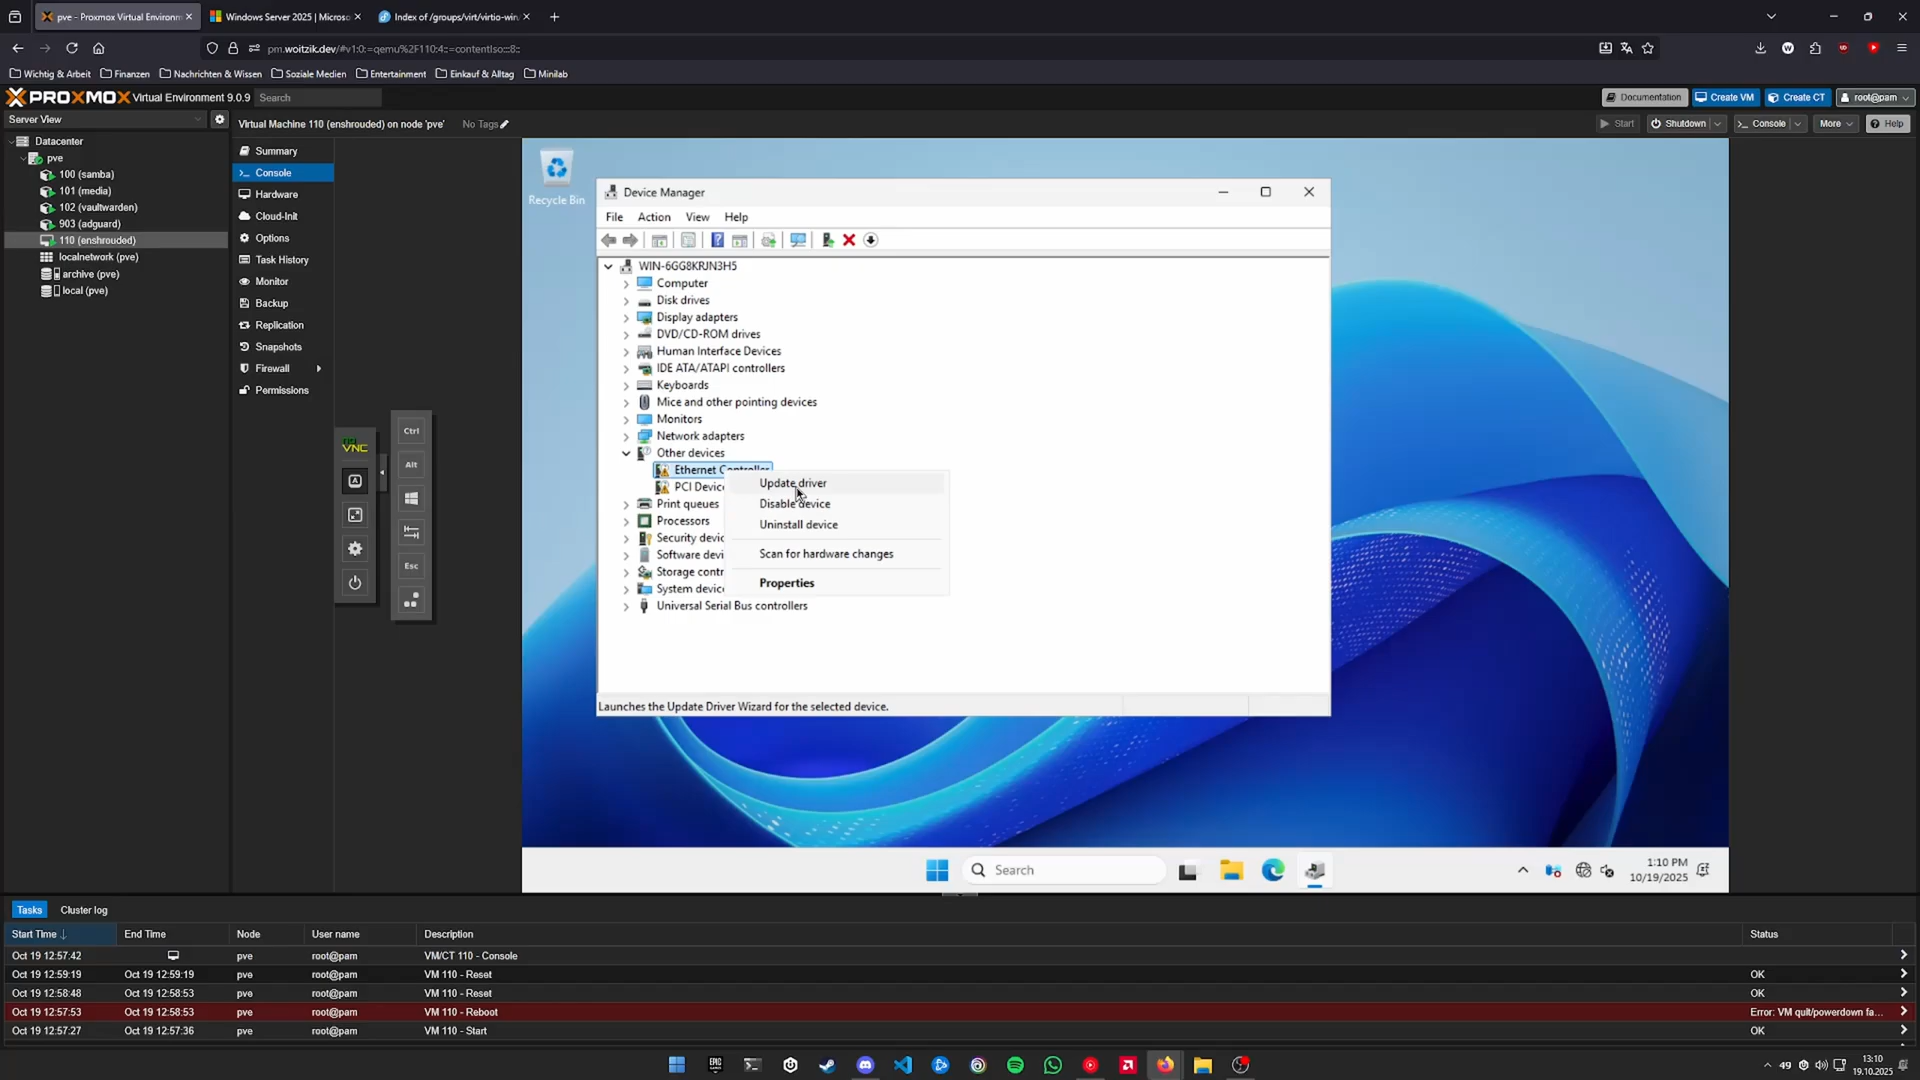 pve - Proxmox Virtual Environm
Windows Server 2025 | Microso
Index of /groups/virt/virtio-win
pm.woitzik.dev/#v1:0:=qemu%2F110:4:=contentIso:::8::
Wichtig & Arbeit
Finanzen
Nachrichten & Wissen
Soziale Medien
Entertainment
Einkauf & Alltag
Minilab
PROXMOX Virtual Environment 9.0.9
Search
Documentation
Create VM
Create CT
root@pam
Server View
Virtual Machine 110 (enshrouded) on node 'pve'
No Tags
Start
Shutdown
Console
More
Help
Datacenter
pve
100 (samba)
101 (media)
102 (vaultwarden)
903 (adguard)
110 (enshrouded)
localnetwork (pve)
archive (pve)
local (pve)
Summary
Console
Hardware
Cloud-Init
Options
Task History
Monitor
Backup
Replication
Snapshots
Firewall
Permissions
VNC
Ctrl
Alt
Esc
Recycle Bin
Device Manager
File Action View Help
WIN-6GG8KRJN3H5
Computer
Disk drives
Display adapters
DVD/CD-ROM drives
Human Interface Devices
IDE ATA/ATAPI controllers
Keyboards
Mice and other pointing devices
Monitors
Network adapters
Other devices
Ethernet Controller
PCI Devic
Print queues
Processors
Security devic
Software devi
Storage contr
System device
Universal Serial Bus controllers
Update driver
Disable device
Uninstall device
Scan for hardware changes
Properties
Launches the Update Driver Wizard for the selected device.
Search
1:10 PM
10/19/2025
Tasks
Cluster log
Start Time End Time Node User name Description Status
Oct 19 12:57:42 pve root@pam VM/CT 110 - Console
Oct 19 12:59:19 Oct 19 12:59:19 pve root@pam VM 110 - Reset OK
Oct 19 12:58:48 Oct 19 12:58:53 pve root@pam VM 110 - Reset OK
Oct 19 12:57:53 Oct 19 12:58:53 pve root@pam VM 110 - Reboot Error: VM quit/powerdown fa...
Oct 19 12:57:27 Oct 19 12:57:36 pve root@pam VM 110 - Start OK
EPIC
49
13:10
19.10.2025